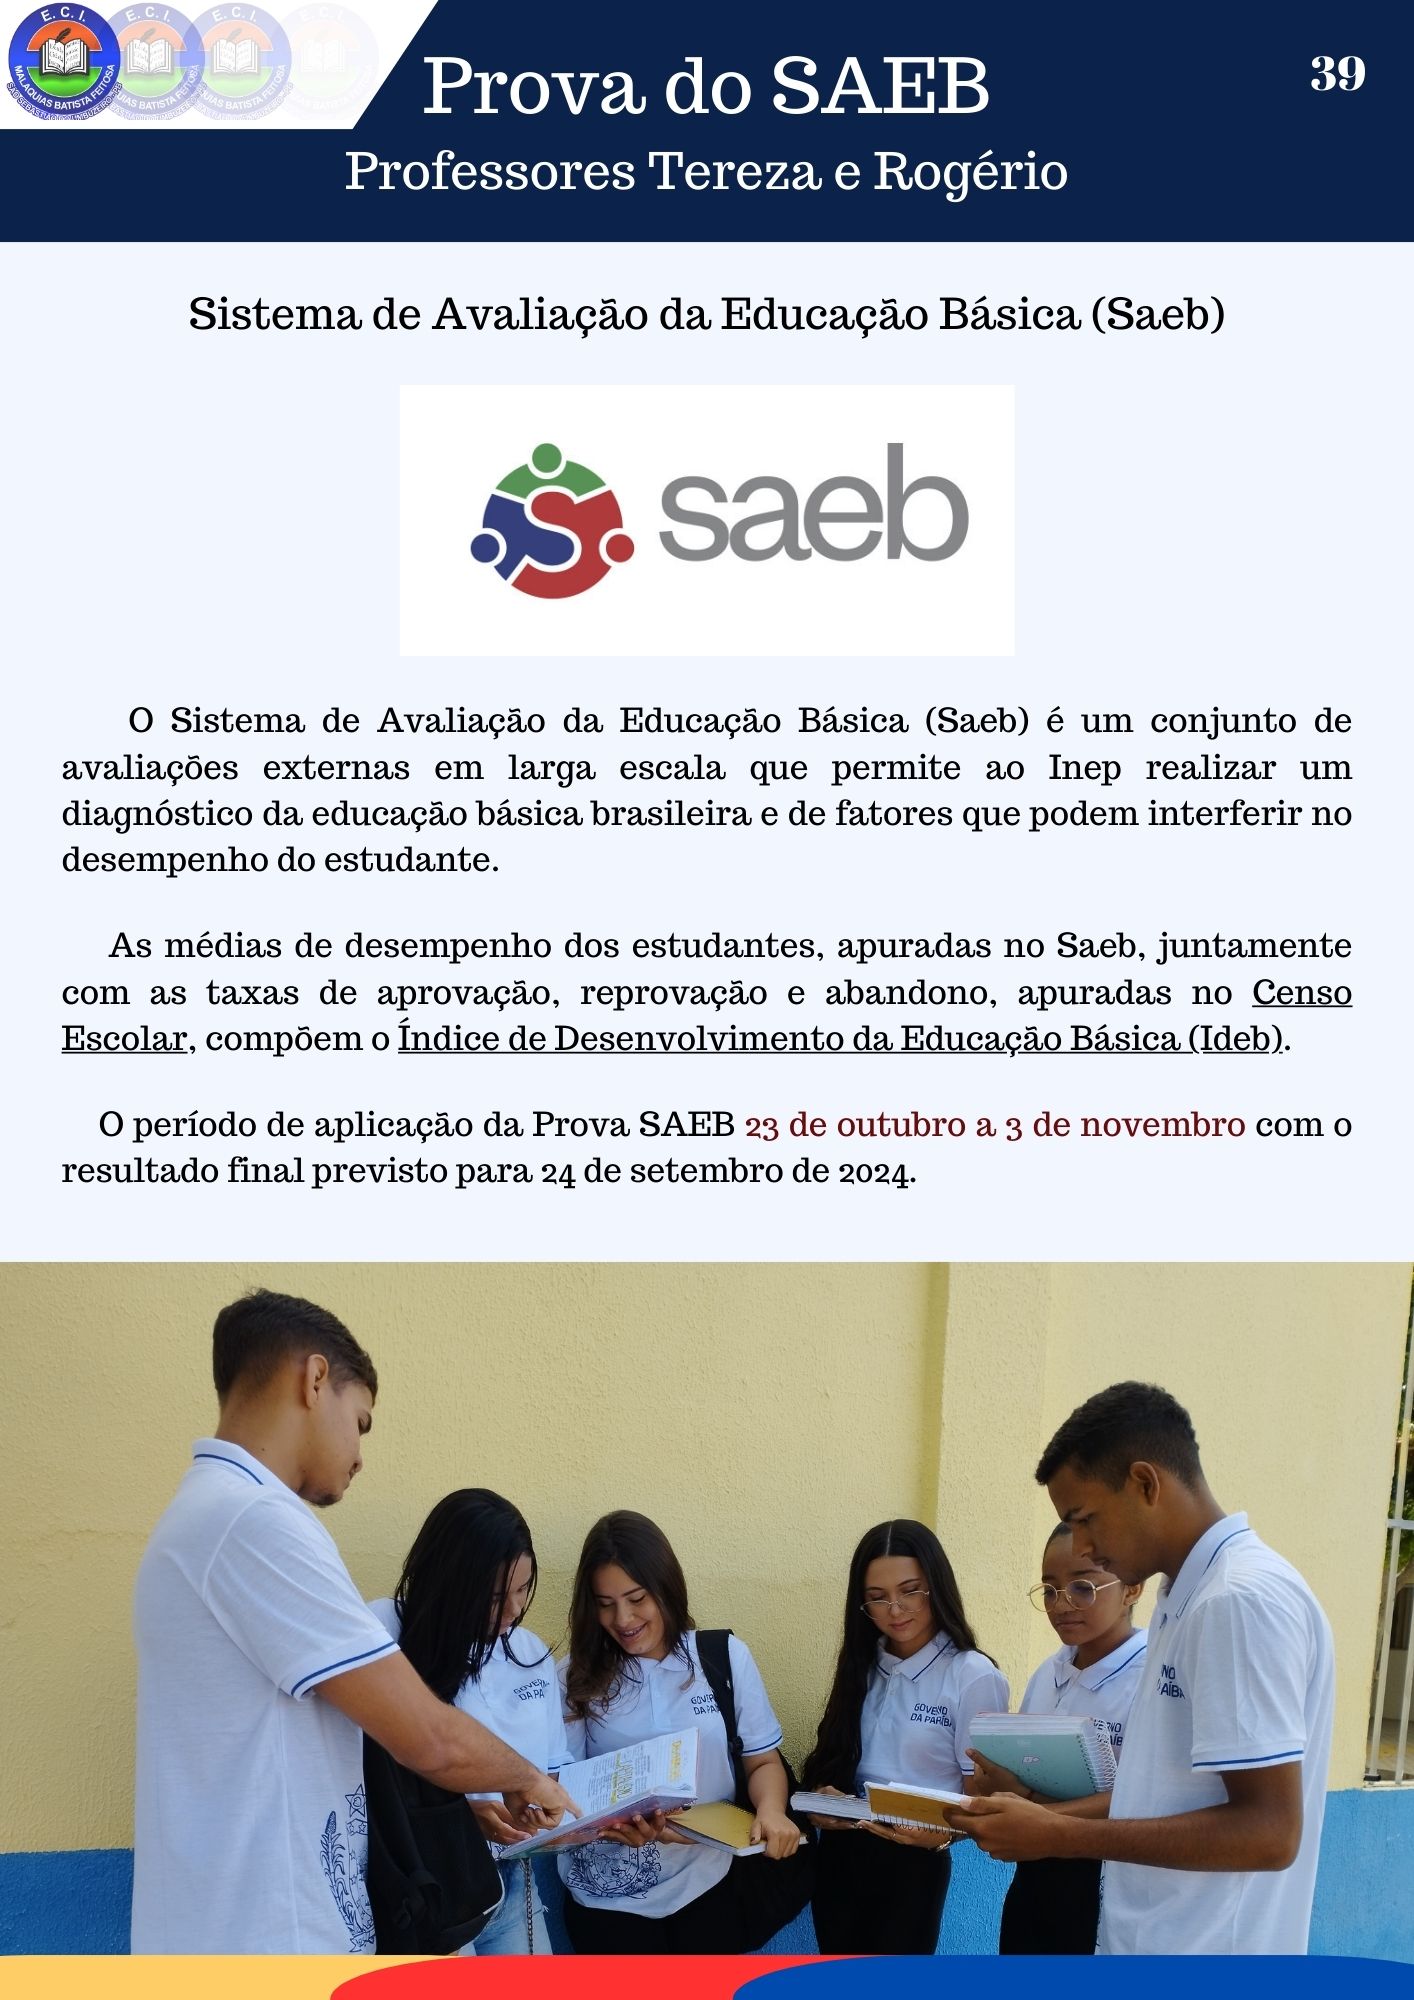 E. C. I.
MALAQUIAS BATISTA FEITOSA
Prova do SAEB
39
Professores Tereza e Rogério
Sistema de Avaliação da Educação Básica (Saeb)
saeb
O Sistema de Avaliação da Educação Básica (Saeb) é um conjunto de
avaliações externas em larga escala que permite ao Inep realizar um
diagnóstico da educação básica brasileira e de fatores que podem interferir no
desempenho do estudante.
As médias de desempenho dos estudantes, apuradas no Saeb, juntamente
com as taxas de aprovação, reprovação e abandono, apuradas no Censo
Escolar, compõem o Índice de Desenvolvimento da Educação Básica (Ideb).
O período de aplicação da Prova SAEB 23 de outubro a 3 de novembro com o
resultado final previsto para 24 de setembro de 2024.
GOVERNO
DA PARAÍBA